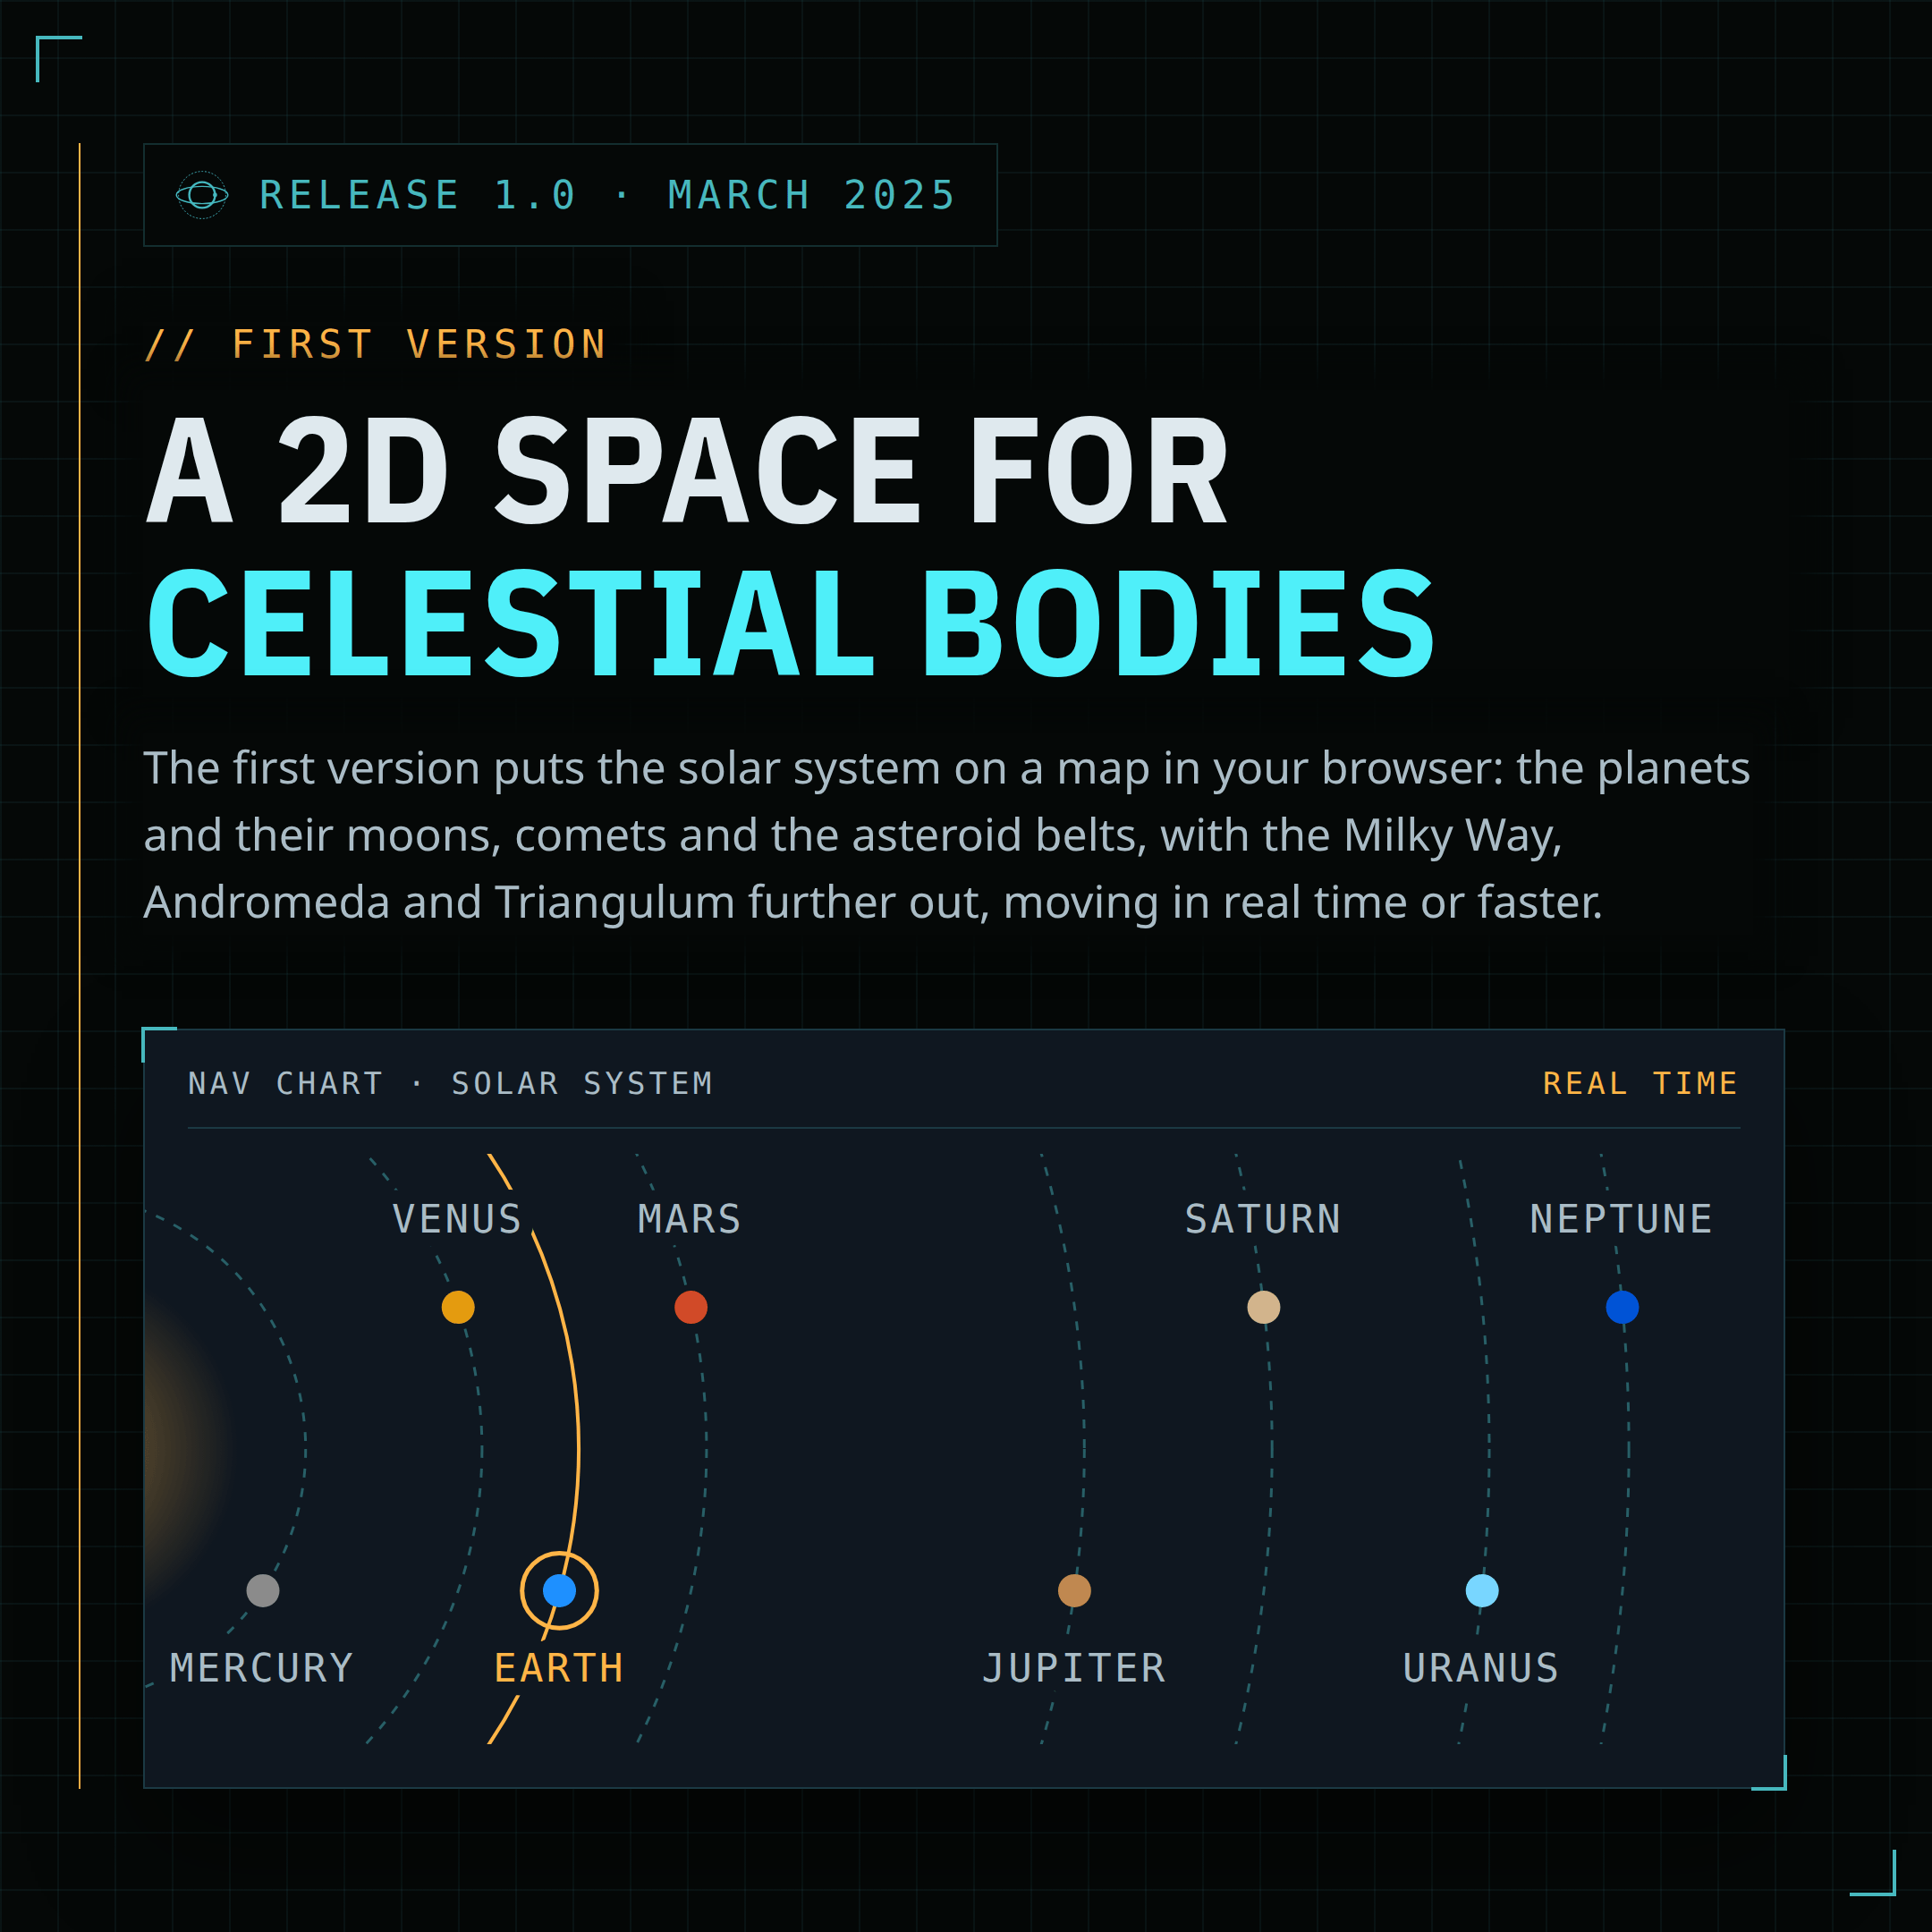 RELEASE 1.0 · MARCH 2025
// FIRST VERSION
A 2D SPACE FOR
CELESTIAL BODIES
The first version puts the solar system on a map in your browser: the planets
and their moons, comets and the asteroid belts, with the Milky Way,
Andromeda and Triangulum further out, moving in real time or faster.
NAV CHART · SOLAR SYSTEM
REAL TIME
VENUS
MARS
SATURN
NEPTUNE
MERCURY
EARTH
JUPITER
URANUS